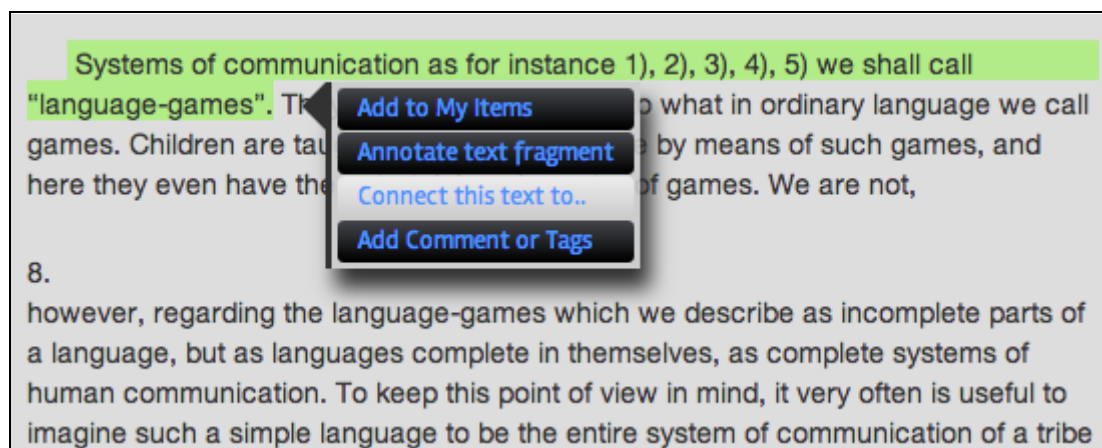 Systems of communication as for instance 1), 2), 3), 4), 5) we shall call
“language-games”. what in ordinary language we call
games. Children are by means of such games, and
here they even have of games. We are not,
Add to My Items
Annotate text fragment
Connect this text to..
Add Comment or Tags
8.
however, regarding the language-games which we describe as incomplete parts of
a language, but as languages complete in themselves, as complete systems of
human communication. To keep this point of view in mind, it very often is useful to
imagine such a simple language to be the entire system of communication of a tribe